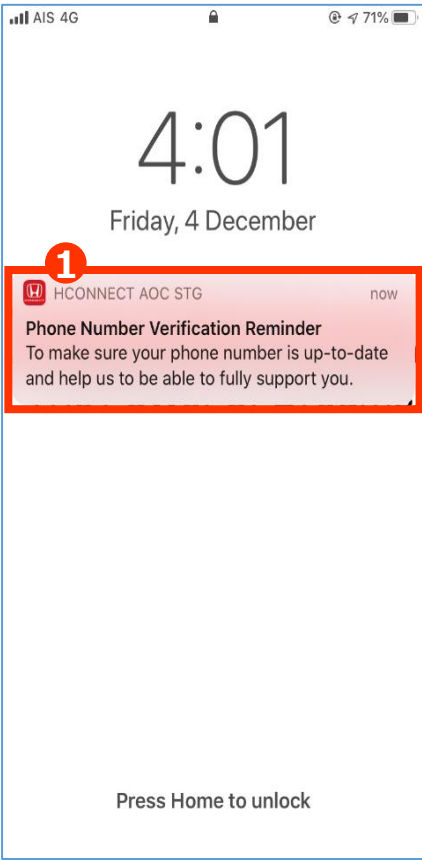 AIS 4G 71%
4:01
Friday, 4 December
1
HCONNECT AOC STG now
Phone Number Verification Reminder
To make sure your phone number is up-to-date
and help us to be able to fully support you.
Press Home to unlock